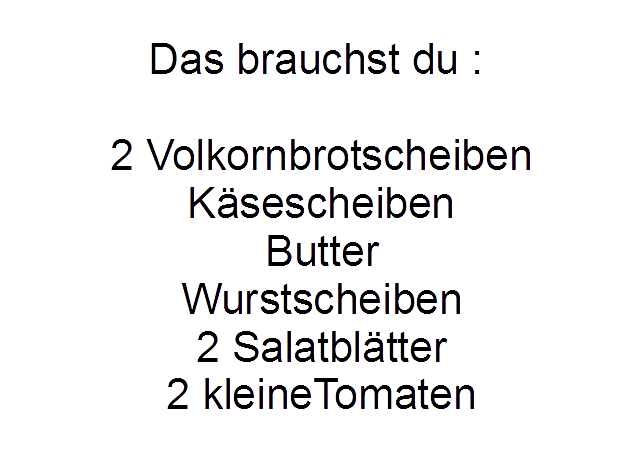 Das brauchst du :
2 Volkornbrotscheiben
Käsescheiben
Butter
Wurstscheiben
2 Salatblätter
2 kleineTomaten